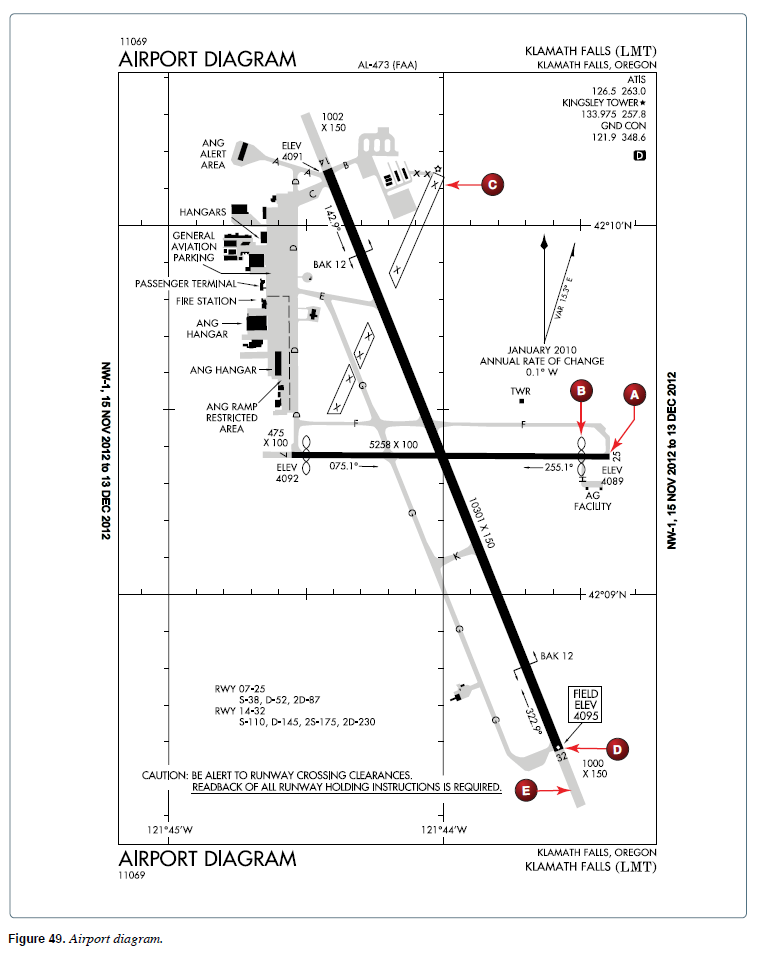 11069
AIRPORT DIAGRAM
AL-473 (FAA)
KLAMATH FALLS (LMT)
KLAMATH FALLS, OREGON
ATIS
126.5 263.0
KINGSLEY TOWER★
133.975 257.8
GND CON
121.9 348.6
D
1002
X 150
ANG
ALERT
AREA
ELEV
4091
A
A
B
14
D
C
X
X
X
C
142.9°
HANGARS
42°10'N
GENERAL
AVIATION
PARKING
D
BAK 12
X
VAR 15.3° E
PASSENGER TERMINAL
FIRE STATION
E
ANG
HANGAR
X
X
JANUARY 2010
ANNUAL RATE OF CHANGE
0.1° W
D
ANG HANGAR
G
X
X
TWR
B
A
ANG RAMP
RESTRICTED
AREA
D
F
F
475
X 100
5258 X 100
7
25
ELEV
4092
075.1°
255.1°
ELEV
4089
AG
FACILITY
NW-1, 15 NOV 2012 to 13 DEC 2012
NW-1, 15 NOV 2012 to 13 DEC 2012
G
10301 X 150
K
42°09'N
G
BAK 12
RWY 07-25
S-38, D-52, 2D-87
RWY 14-32
S-110, D-145, 2S-175, 2D-230
322.9°
FIELD
ELEV
4095
G
32
D
1000
X 150
CAUTION: BE ALERT TO RUNWAY CROSSING CLEARANCES.
READBACK OF ALL RUNWAY HOLDING INSTRUCTIONS IS REQUIRED.
E
121°45'W
121°44'W
AIRPORT DIAGRAM
11069
KLAMATH FALLS, OREGON
KLAMATH FALLS (LMT)
Figure 49. Airport diagram.